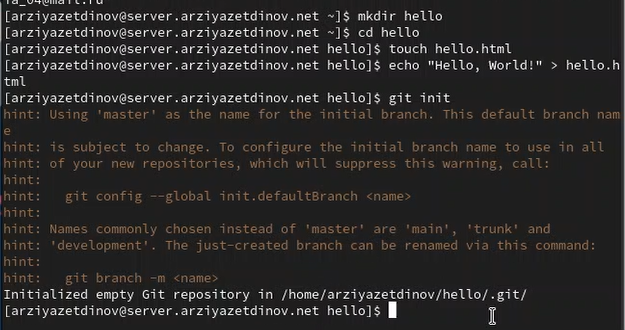 [arziyazetdinov@server.arziyazetdinov.net ~]$ mkdir hello
[arziyazetdinov@server.arziyazetdinov.net ~]$ cd hello
[arziyazetdinov@server.arziyazetdinov.net hello]$ touch hello.html
[arziyazetdinov@server.arziyazetdinov.net hello]$ echo "Hello, World!" > hello.h
tml
[arziyazetdinov@server.arziyazetdinov.net hello]$ git init
hint: Using 'master' as the name for the initial branch. This default branch nam
e
hint: is subject to change. To configure the initial branch name to use in all
hint: of your new repositories, which will suppress this warning, call:
hint:
hint:   git config --global init.defaultBranch <name>
hint:
hint: Names commonly chosen instead of 'master' are 'main', 'trunk' and
hint: 'development'. The just-created branch can be renamed via this command:
hint:
hint:   git branch -m <name>
Initialized empty Git repository in /home/arziyazetdinov/hello/.git/
[arziyazetdinov@server.arziyazetdinov.net hello]$